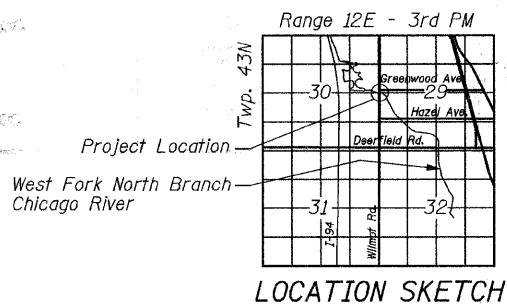 Range 12E - 3rd PM
Twp. 43N
Greenwood Ave.
30
29
Hazel Ave.
Project Location
Deerfield Rd.
West Fork North Branch
Chicago River
31
32
I-94
Wilmot Rd.
LOCATION SKETCH